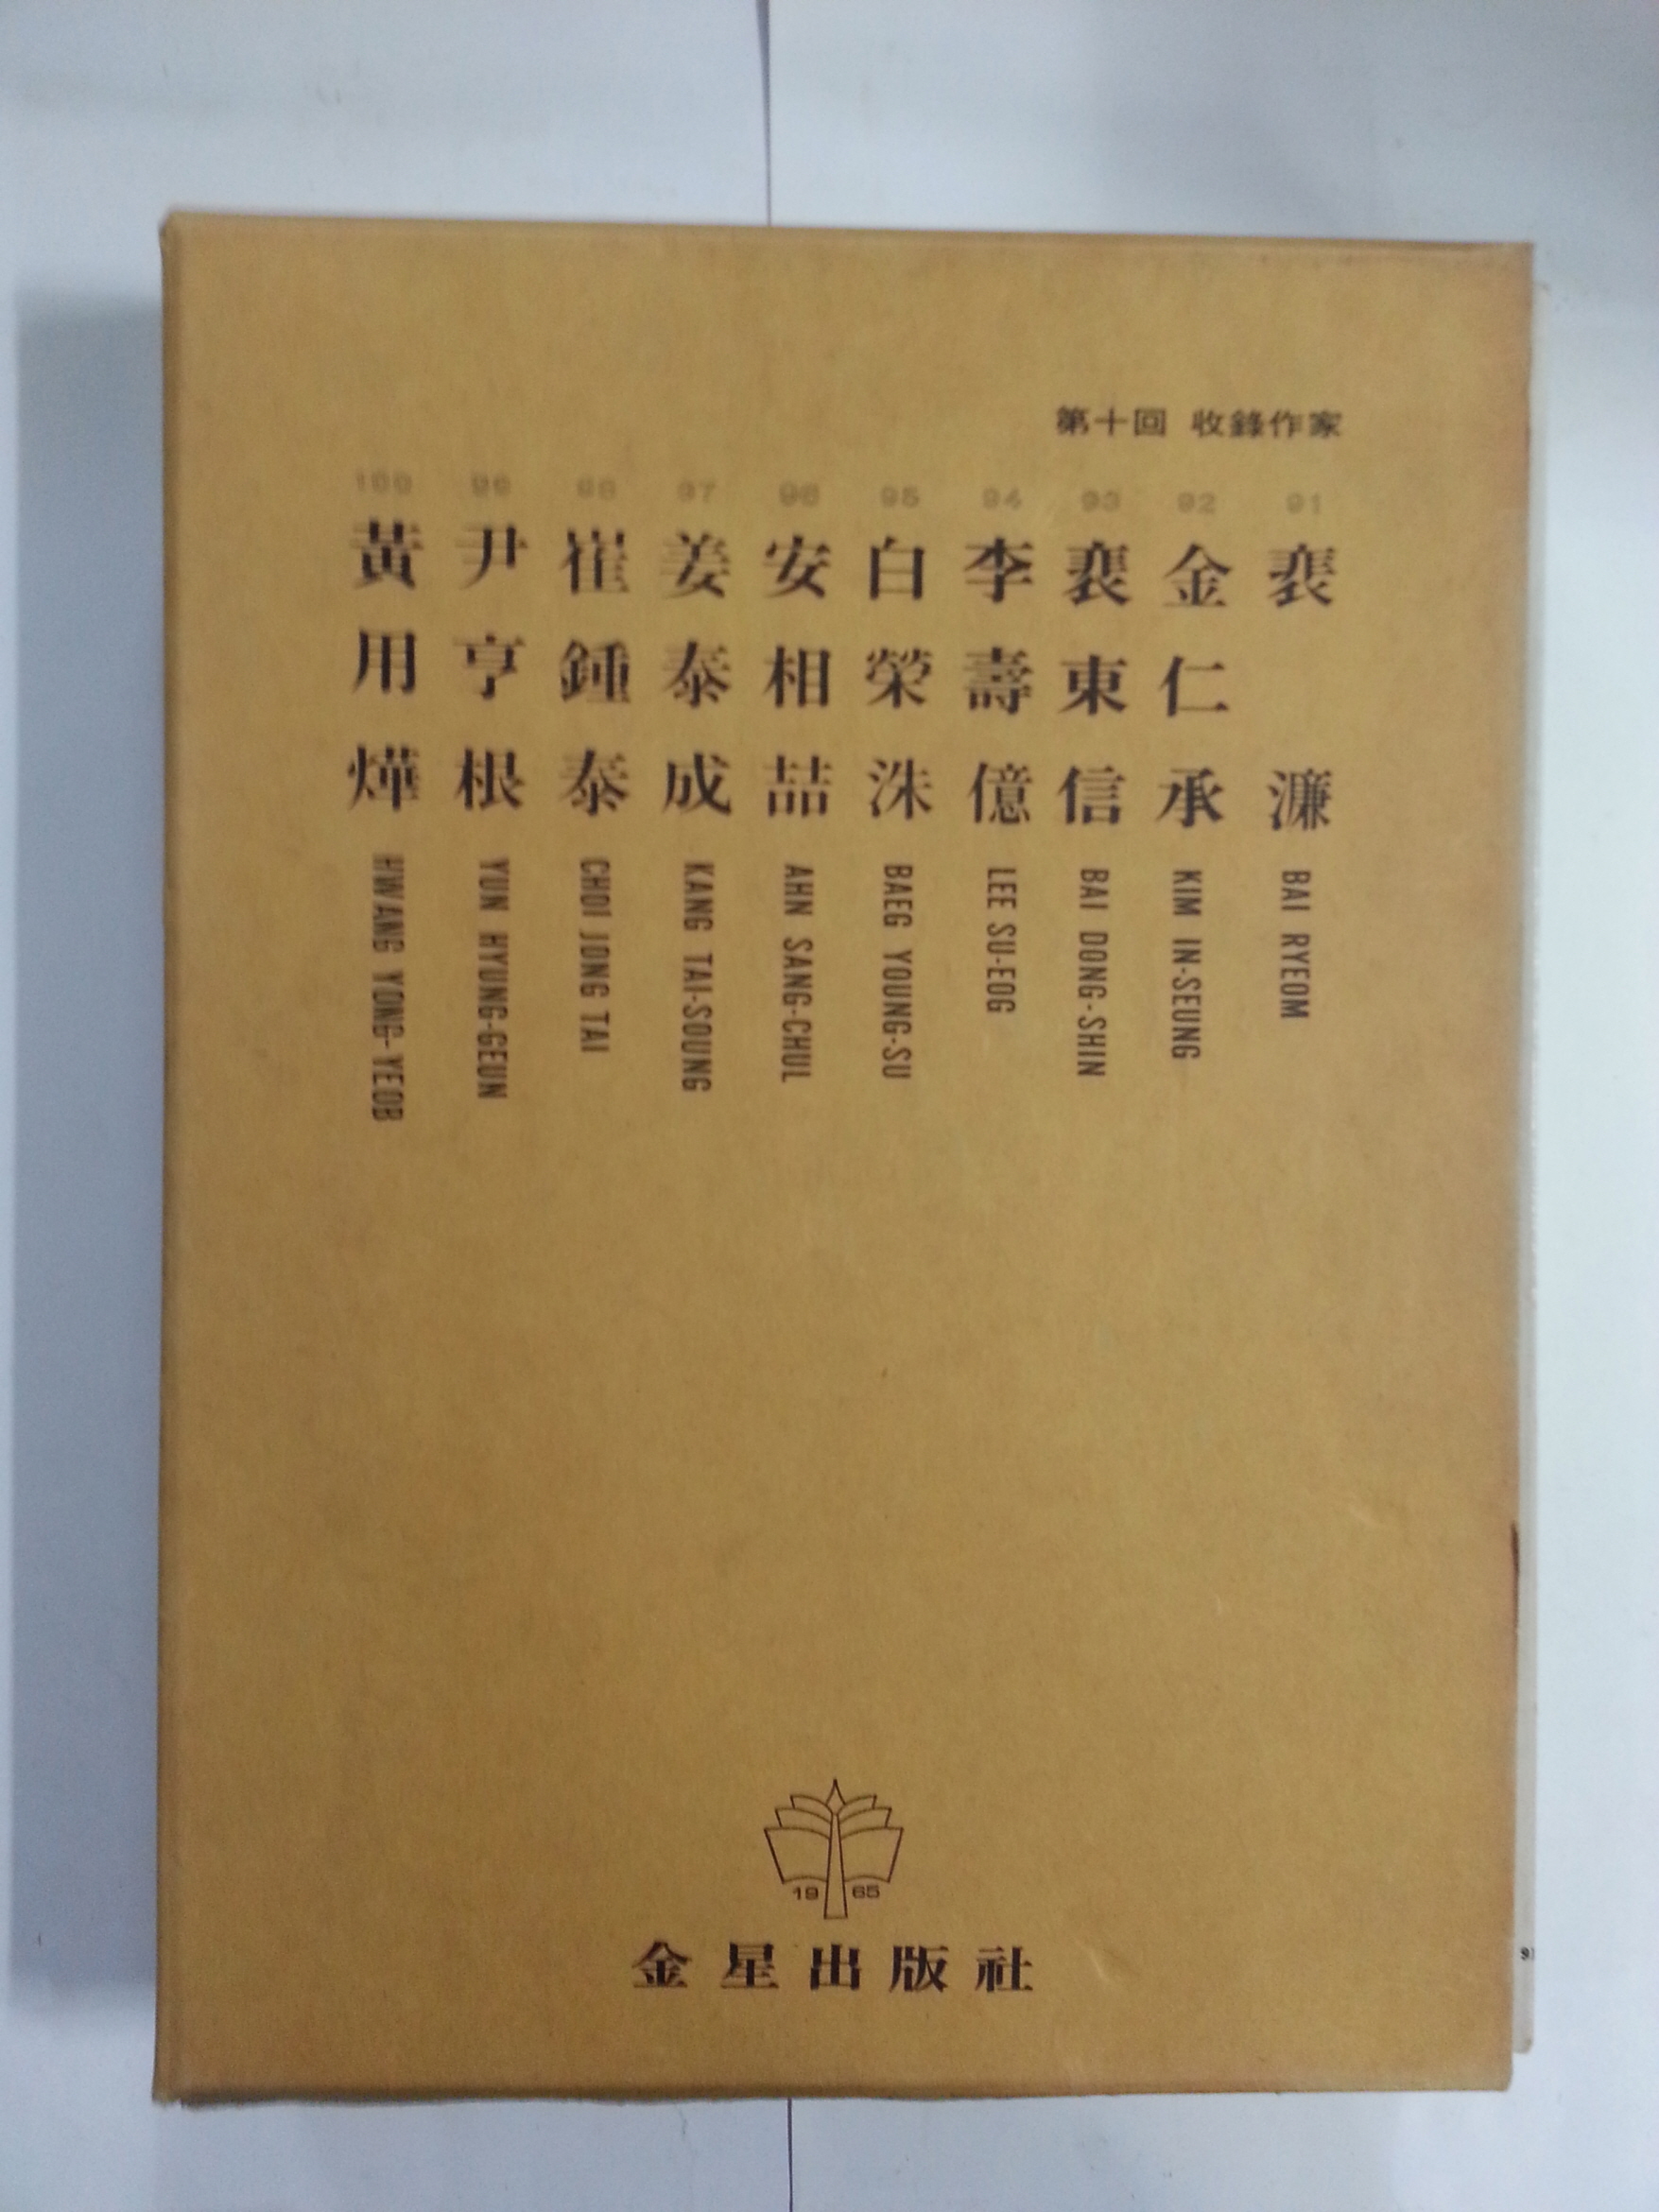 第十回 收錄作家
91
裵 濂 BAI RYEOM
92
金仁承 KIM IN-SEUNG
93
裵東信 BAI DONG-SHIN
94
李壽億 LEE SU-EOG
95
白榮洙 BAEG YOUNG-SU
96
安相喆 AHN SANG-CHUL
97
姜泰成 KANG TAI-SOUNG
98
崔鍾泰 CHOI JONG TAI
99
尹亨根 YUN HYUNG-GEUN
100
黃用燁 HWANG YONG-YEOB
1965
金星出版社